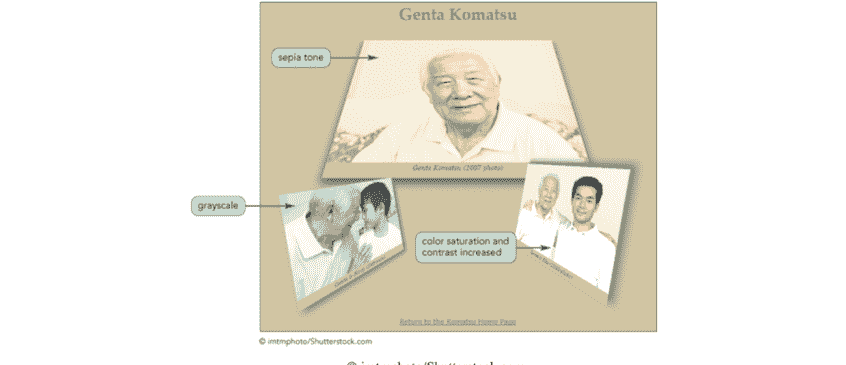 Genta Komatsu
sepia tone
Genta Komatsu (2007 photo)
grayscale
color saturation and
contrast increased
Return to the Komatsu Home Page
© imtmphoto/Shutterstock.com